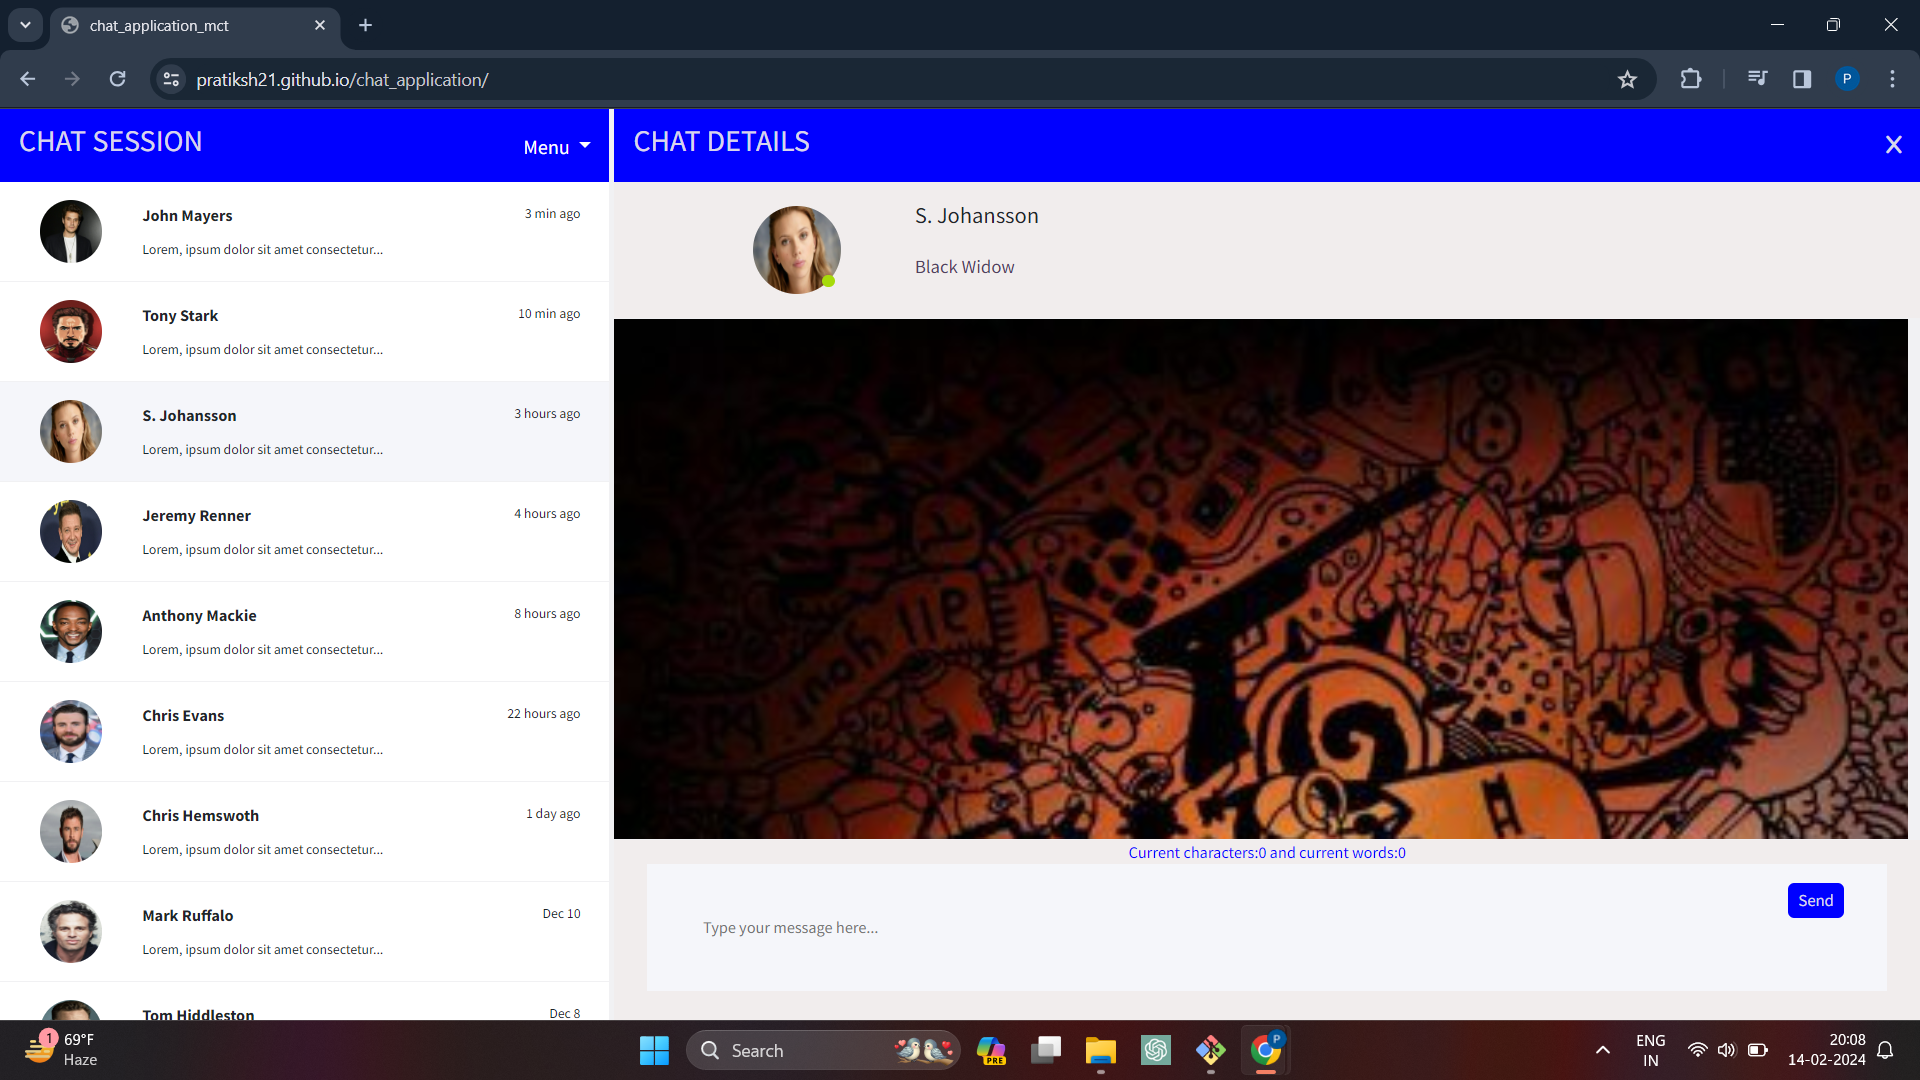 chat_application_mct
pratiksh21.github.io/chat_application/
P
CHAT SESSION
Menu
John Mayers
3 min ago
Lorem, ipsum dolor sit amet consectetur...
Tony Stark
10 min ago
Lorem, ipsum dolor sit amet consectetur...
S. Johansson
3 hours ago
Lorem, ipsum dolor sit amet consectetur...
Jeremy Renner
4 hours ago
Lorem, ipsum dolor sit amet consectetur...
Anthony Mackie
8 hours ago
Lorem, ipsum dolor sit amet consectetur...
Chris Evans
22 hours ago
Lorem, ipsum dolor sit amet consectetur...
Chris Hemswoth
1 day ago
Lorem, ipsum dolor sit amet consectetur...
Mark Ruffalo
Dec 10
Lorem, ipsum dolor sit amet consectetur...
Tom Hiddleston
Dec 8
CHAT DETAILS
X
S. Johansson
Black Widow
Current characters:0 and current words:0
Type your message here...
Send
1
69°F
Haze
Search
PRE
P
ENG
IN
20:08
14-02-2024